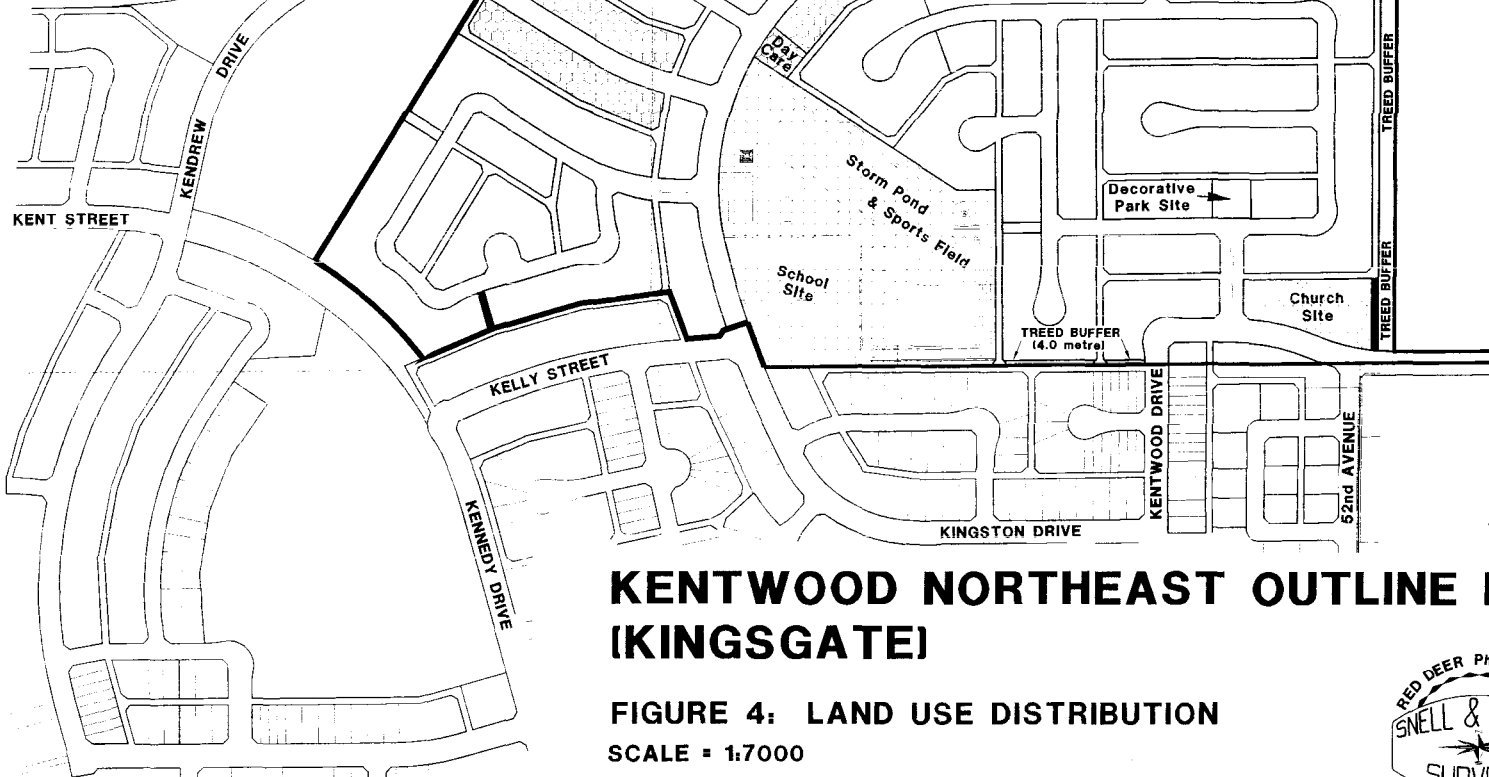 KENDREW DRIVE
KENT STREET
Day
Care
Storm Pond
& Sports Field
School
Site
Decorative
Park Site
TREED BUFFER
TREED BUFFER
TREED BUFFER
Church
Site
TREED BUFFER
(4.0 metre)
KELLY STREET
KENTWOOD DRIVE
52nd AVENUE
KENNEDY DRIVE
KINGSTON DRIVE
KENTWOOD NORTHEAST OUTLINE
(KINGSGATE)
FIGURE 4: LAND USE DISTRIBUTION
SCALE = 1:7000
RED DEER
SNELL &